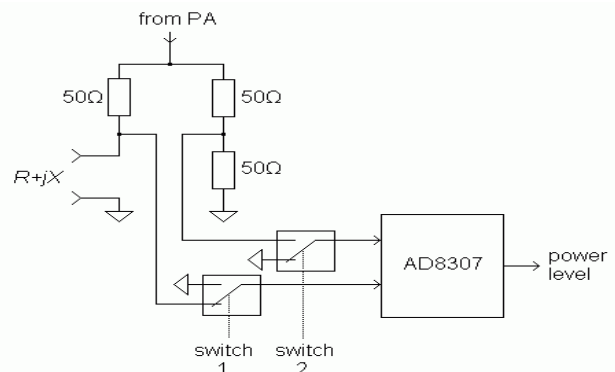 from PA
50Ω
50Ω
50Ω
R+jX
AD8307
power
level
switch
1
switch
2